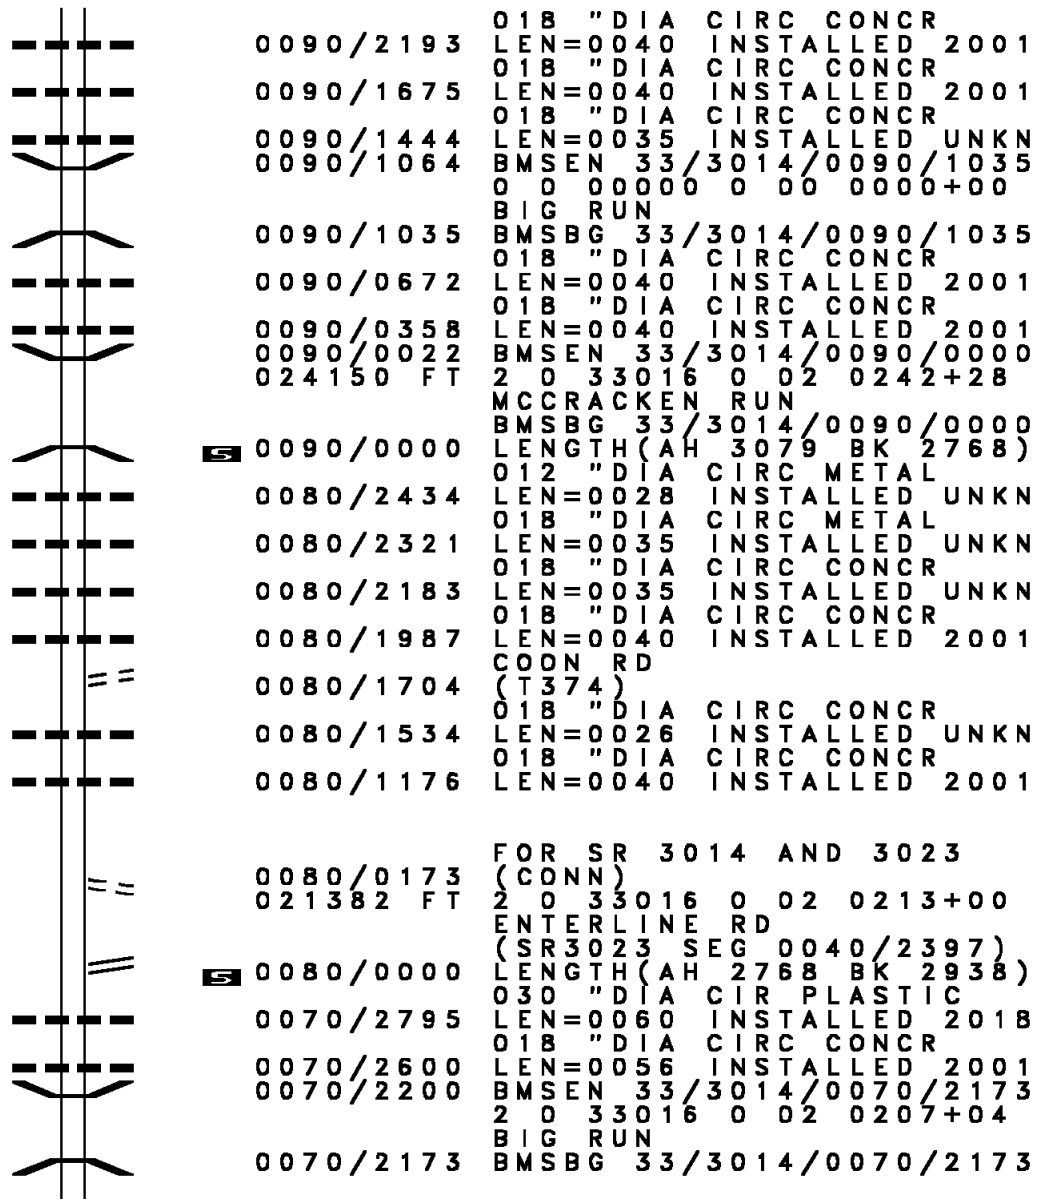 018 "DIA CIRC CONCR
0090/2193 LEN=0040 INSTALLED 2001
018 "DIA CIRC CONCR
0090/1675 LEN=0040 INSTALLED 2001
018 "DIA CIRC CONCR
0090/1444 LEN=0035 INSTALLED UNKN
0090/1064 BMSEN 33/3014/0090/1035
0 0 00000 0 00 0000+00
BIG RUN
0090/1035 BMSBG 33/3014/0090/1035
018 "DIA CIRC CONCR
0090/0672 LEN=0040 INSTALLED 2001
018 "DIA CIRC CONCR
0090/0358 LEN=0040 INSTALLED 2001
0090/0022 BMSEN 33/3014/0090/0000
024150 FT 2 0 33016 0 02 0242+28
MCCRACKEN RUN
BMSBG 33/3014/0090/0000
S 0090/0000 LENGTH(AH 3079 BK 2768)
012 "DIA CIRC METAL
0080/2434 LEN=0028 INSTALLED UNKN
018 "DIA CIRC METAL
0080/2321 LEN=0035 INSTALLED UNKN
018 "DIA CIRC CONCR
0080/2183 LEN=0035 INSTALLED UNKN
018 "DIA CIRC CONCR
0080/1987 LEN=0040 INSTALLED 2001
COON RD
0080/1704 (T374)
018 "DIA CIRC CONCR
0080/1534 LEN=0026 INSTALLED UNKN
018 "DIA CIRC CONCR
0080/1176 LEN=0040 INSTALLED 2001
FOR SR 3014 AND 3023
0080/0173 (CONN)
021382 FT 2 0 33016 0 02 0213+00
ENTERLINE RD
(SR3023 SEG 0040/2397)
S 0080/0000 LENGTH(AH 2768 BK 2938)
030 "DIA CIR PLASTIC
0070/2795 LEN=0060 INSTALLED 2018
018 "DIA CIRC CONCR
0070/2600 LEN=0056 INSTALLED 2001
0070/2200 BMSEN 33/3014/0070/2173
2 0 33016 0 02 0207+04
BIG RUN
0070/2173 BMSBG 33/3014/0070/2173